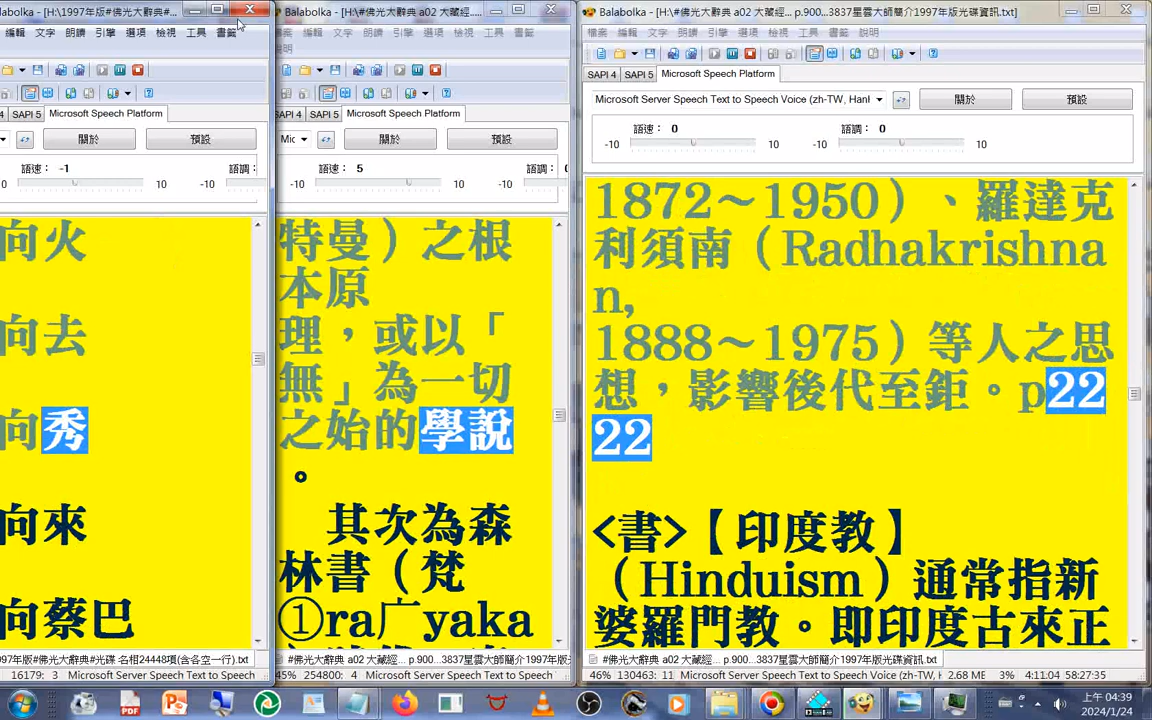 alabolka - [H:\1997年版#佛光大辭典#...
編輯 文字 朗讀 引擎 選項 檢視 工具 書籤
SAPI 5 Microsoft Speech Platform
關於 預設
語速： -1 語調：
10 -10
向火
向去
向秀
向來
向蔡巴
97年版#佛光大辭典#光碟 名相24448項(含各空一行).txt
16179: 3 Microsoft Server Speech Text to Speech
Balabolka - [H:\#佛光大辭典 a02 大藏經...
檔案 編輯 文字 朗讀 引擎 選項 檢視 工具 書籤
說明
API 4 SAPI 5 Microsoft Speech Platform
Mic 關於 預設
語速： 5 語調：
-10 10 -10
特曼）之根
本原
理，或以「
無」為一切
之始的學說
。
其次為森
林書（梵
①ra广yaka
#佛光大辭典 a02 大藏經... p.900...3837星雲大師簡介1997年版
45% 254800: 4 Microsoft Server Speech Text to Speech
Balabolka - [H:\#佛光大辭典 a02 大藏經... p.900...3837星雲大師簡介1997年版光碟資訊.txt]
檔案 編輯 文字 朗讀 引擎 選項 檢視 工具 書籤 說明
SAPI 4 SAPI 5 Microsoft Speech Platform
Microsoft Server Speech Text to Speech Voice (zh-TW, Hanl 關於 預設
語速： 0 語調： 0
-10 10 -10 10
1872～1950）、羅達克
利須南（Radhakrishna
n,
1888～1975）等人之思
想，影響後代至鉅。p22
22
<書>【印度教】
（Hinduism）通常指新
婆羅門教。即印度古來正
#佛光大辭典 a02 大藏經... p.900...3837星雲大師簡介1997年版光碟資訊.txt
46% 130463: 11 Microsoft Server Speech Text to Speech Voice (zh-TW, 2.68 ME 3% 4:11:04 58:27:35
上午 04:39
2024/1/24